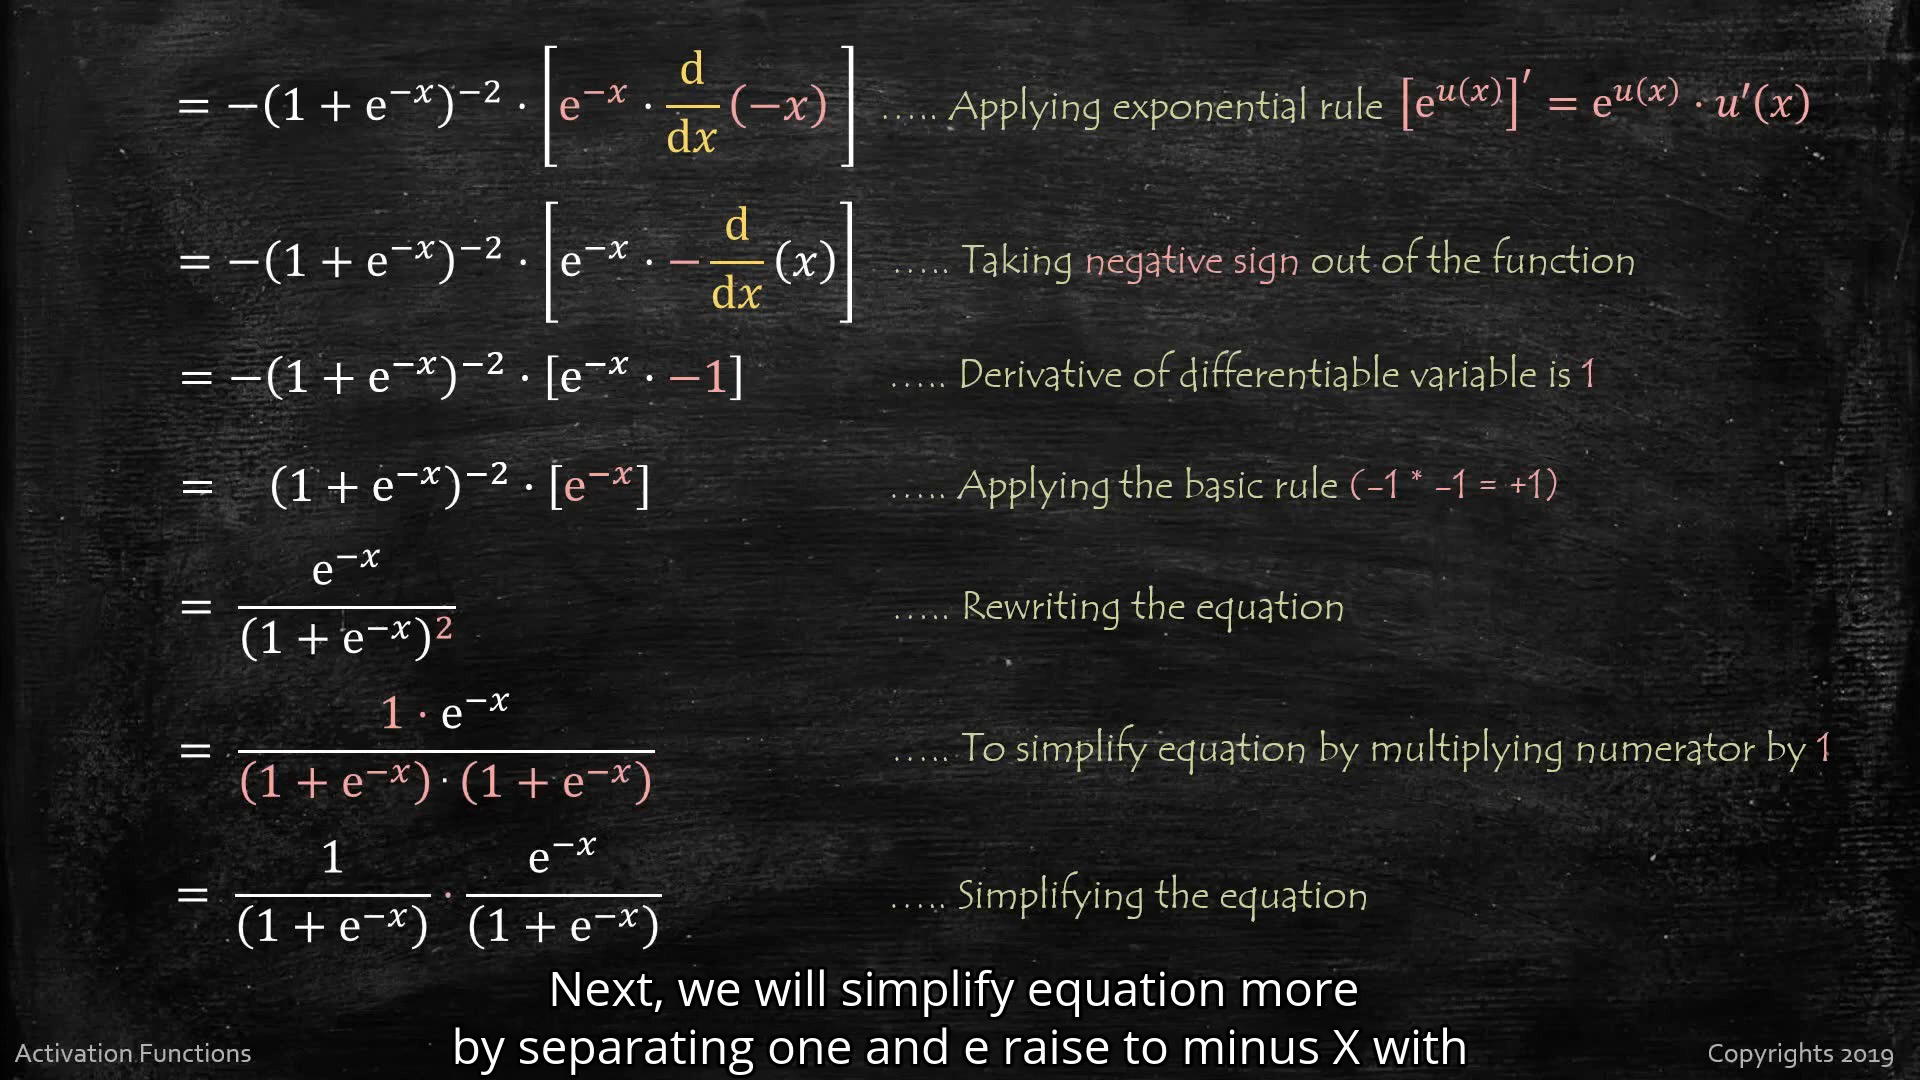 = −(1 + e^{−x})^{−2} · [e^{−x} · d/dx (−x)] ..... Applying exponential rule [e^{u(x)}]′ = e^{u(x)} · u′(x)
= −(1 + e^{−x})^{−2} · [e^{−x} · − d/dx (x)] ..... Taking negative sign out of the function
= −(1 + e^{−x})^{−2} · [e^{−x} · −1] ..... Derivative of differentiable variable is 1
= (1 + e^{−x})^{−2} · [e^{−x}] ..... Applying the basic rule (-1 * -1 = +1)
= e^{−x} / (1 + e^{−x})^2 ..... Rewriting the equation
= 1 · e^{−x} / (1 + e^{−x}) · (1 + e^{−x}) ..... To simplify equation by multiplying numerator by 1
= 1 / (1 + e^{−x}) · e^{−x} / (1 + e^{−x}) ..... Simplifying the equation
Next, we will simplify equation more
by separating one and e raise to minus X with
Activation Functions
Copyrights 2019